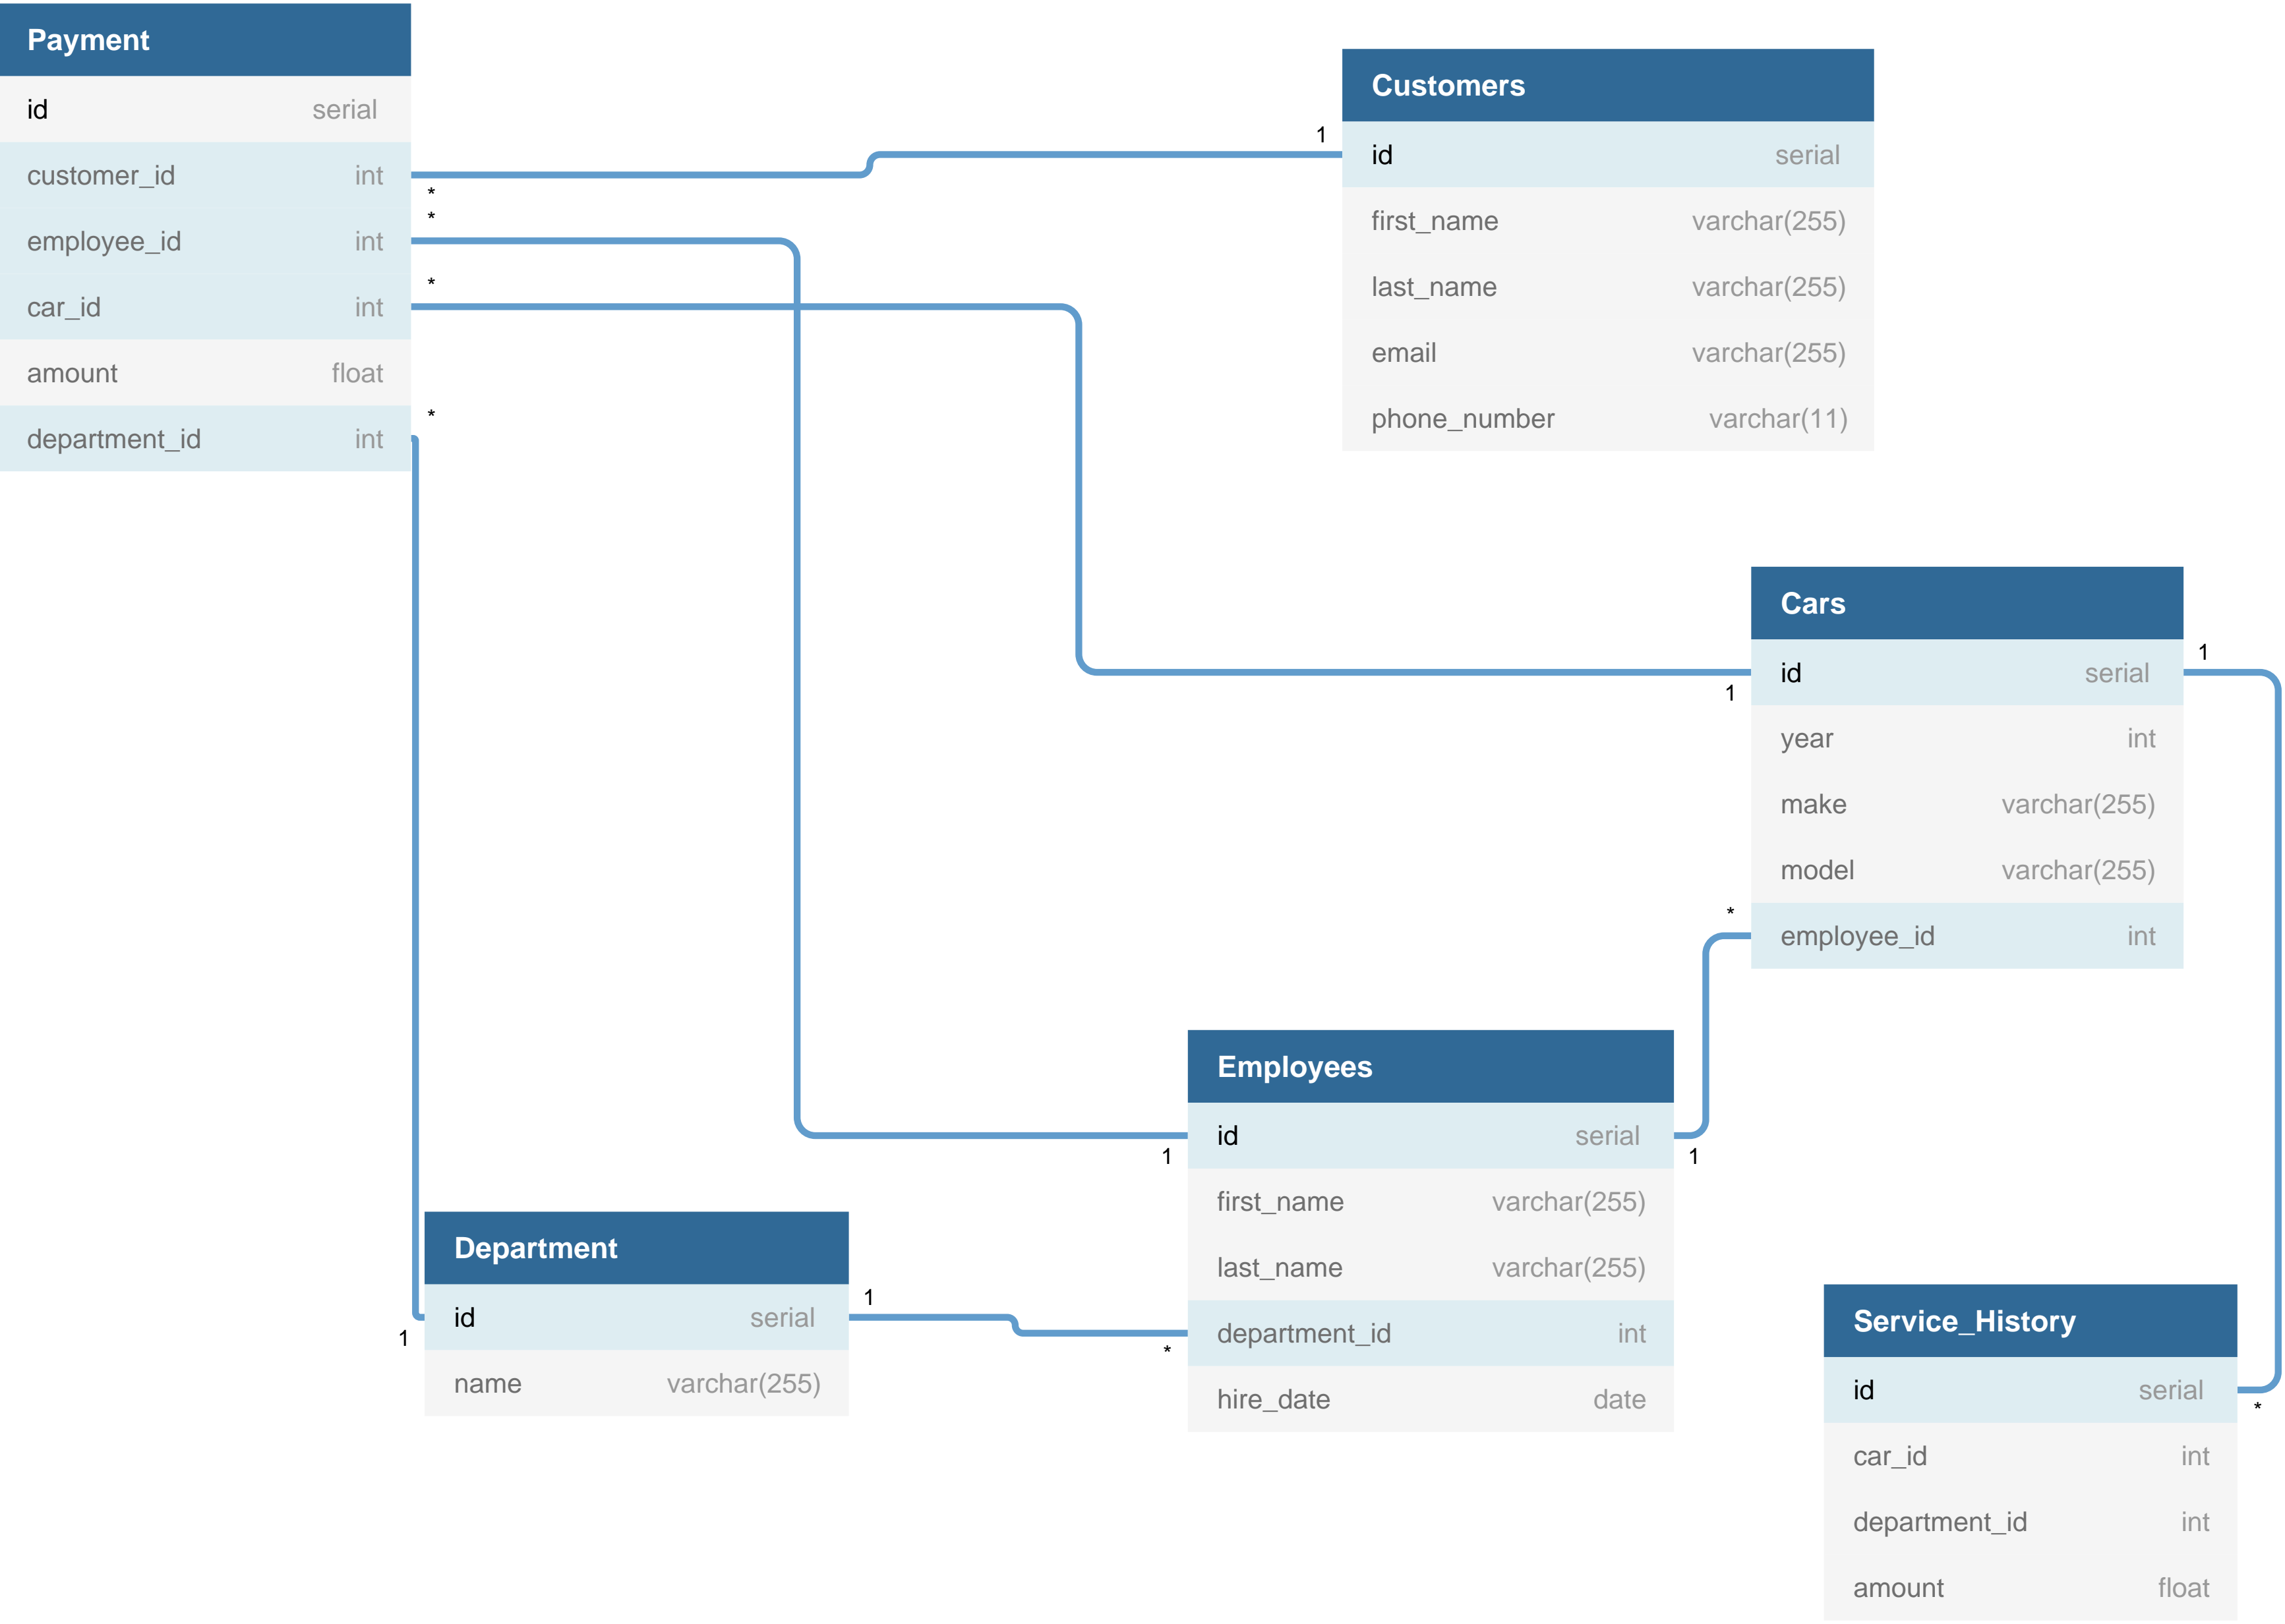 Payment
id serial
customer_id int
employee_id int
car_id int
amount float
department_id int
*
*
*
*
1
Customers
id serial
first_name varchar(255)
last_name varchar(255)
email varchar(255)
phone_number varchar(11)
Cars
1
id serial
1
year int
make varchar(255)
model varchar(255)
*
employee_id int
Employees
id serial
1
1
first_name varchar(255)
last_name varchar(255)
department_id int
*
hire_date date
Department
1
id serial
1
name varchar(255)
Service_History
id serial
*
car_id int
department_id int
amount float